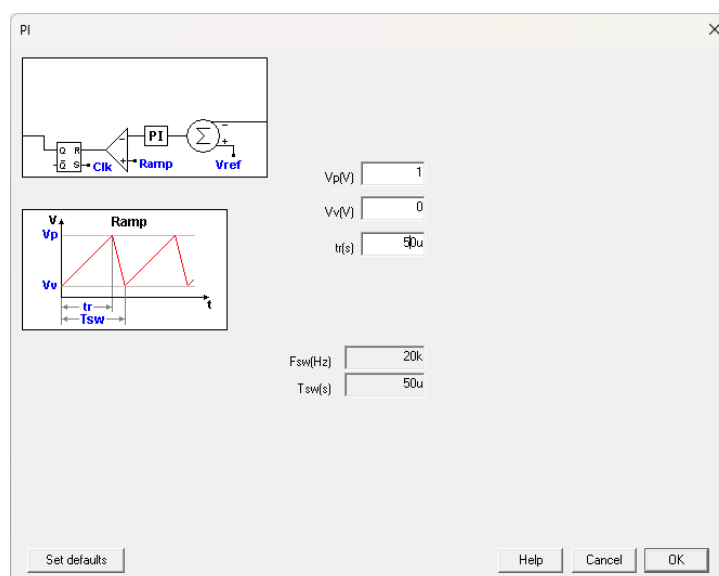 PI
PI
Σ
−
+
−
+
Q R
Q̅ S
Clk
Ramp
Vref
Vp(V) 1
Vv(V) 0
tr(s) 50u
V
Ramp
Vp
Vv
tr
Tsw
t
Fsw(Hz) 20k
Tsw(s) 50u
Set defaults
Help
Cancel
OK